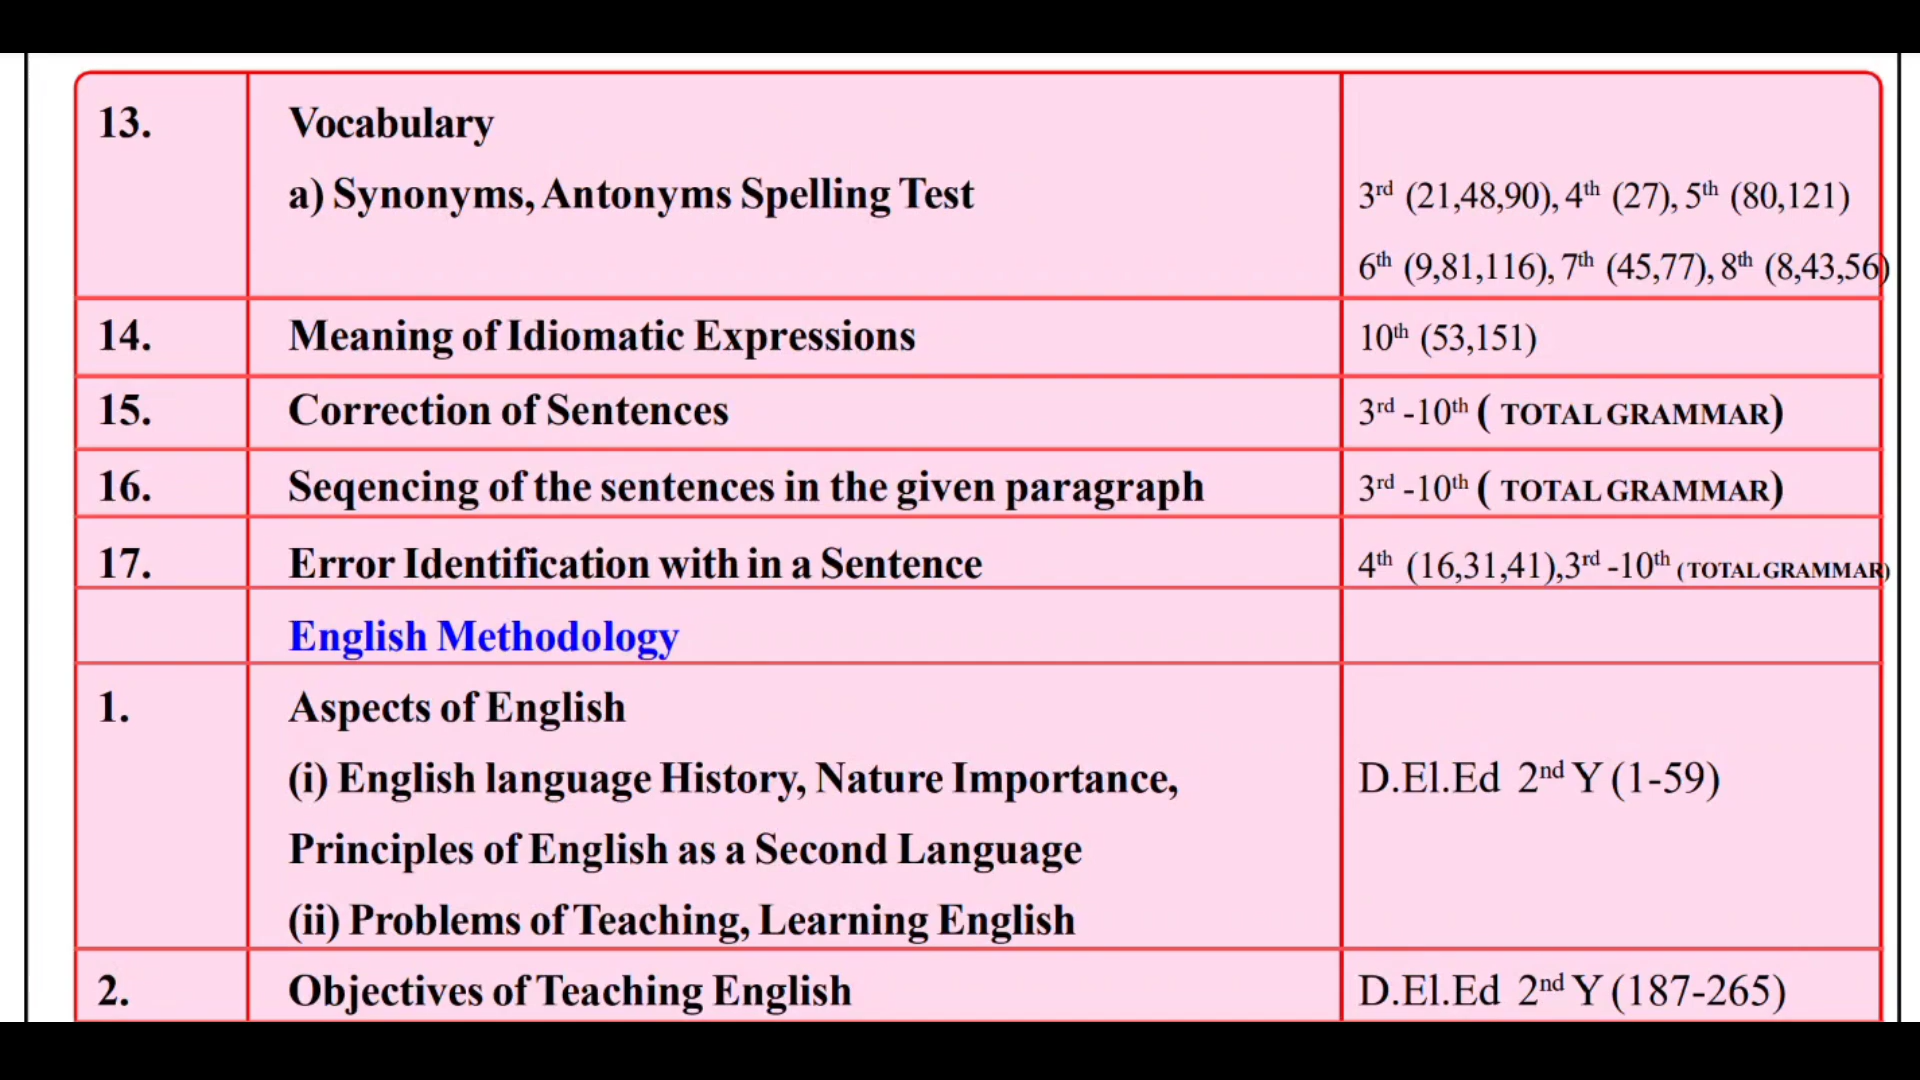 13. Vocabulary
a) Synonyms, Antonyms Spelling Test 3rd (21,48,90), 4th (27), 5th (80,121)
6th (9,81,116), 7th (45,77), 8th (8,43,56)
14. Meaning of Idiomatic Expressions 10th (53,151)
15. Correction of Sentences 3rd -10th ( TOTAL GRAMMAR)
16. Seqencing of the sentences in the given paragraph 3rd -10th ( TOTAL GRAMMAR)
17. Error Identification with in a Sentence 4th (16,31,41),3rd -10th ( TOTAL GRAMMAR)
English Methodology
1. Aspects of English
(i) English language History, Nature Importance, D.El.Ed 2nd Y (1-59)
Principles of English as a Second Language
(ii) Problems of Teaching, Learning English
2. Objectives of Teaching English D.El.Ed 2nd Y (187-265)